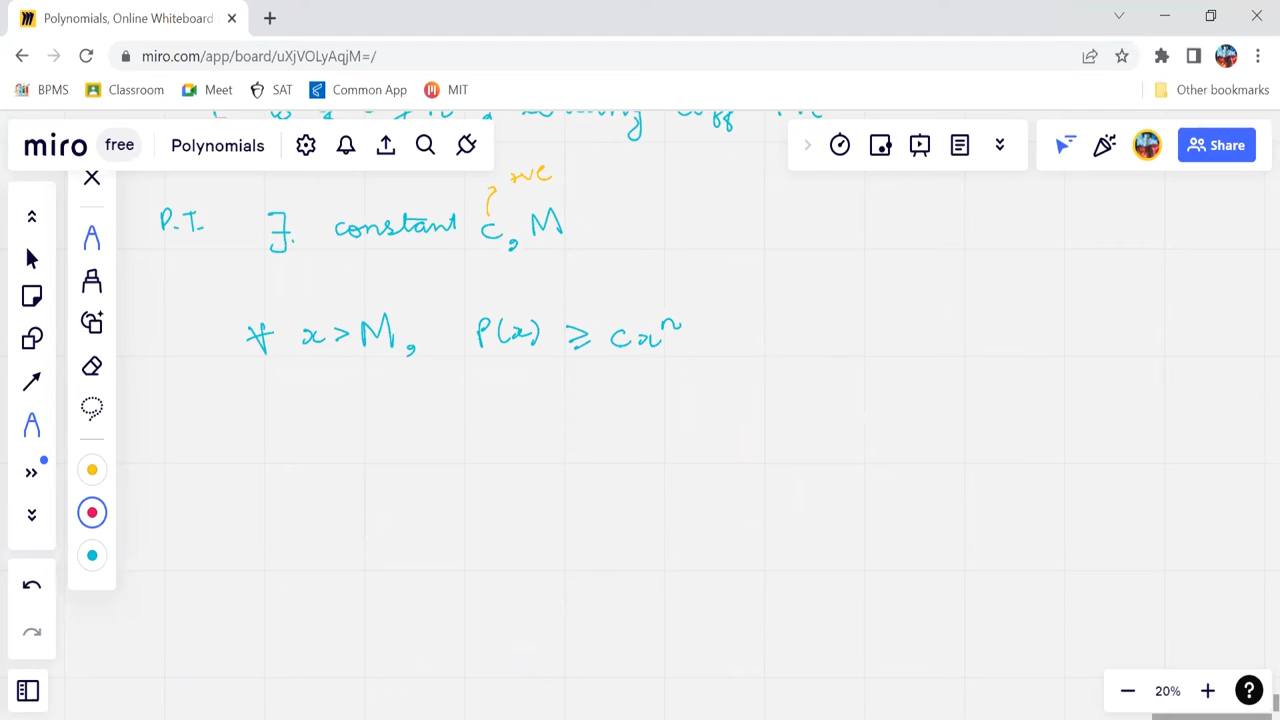 Polynomials, Online Whiteboard
miro.com/app/board/uXjVOLyAqjM=/
BPMS Classroom Meet SAT Common App MIT Other bookmarks
miro free Polynomials Share
+ve
P.T. ∃. constant c, M
∀ x > M, P(x) ≥ cxⁿ
20%